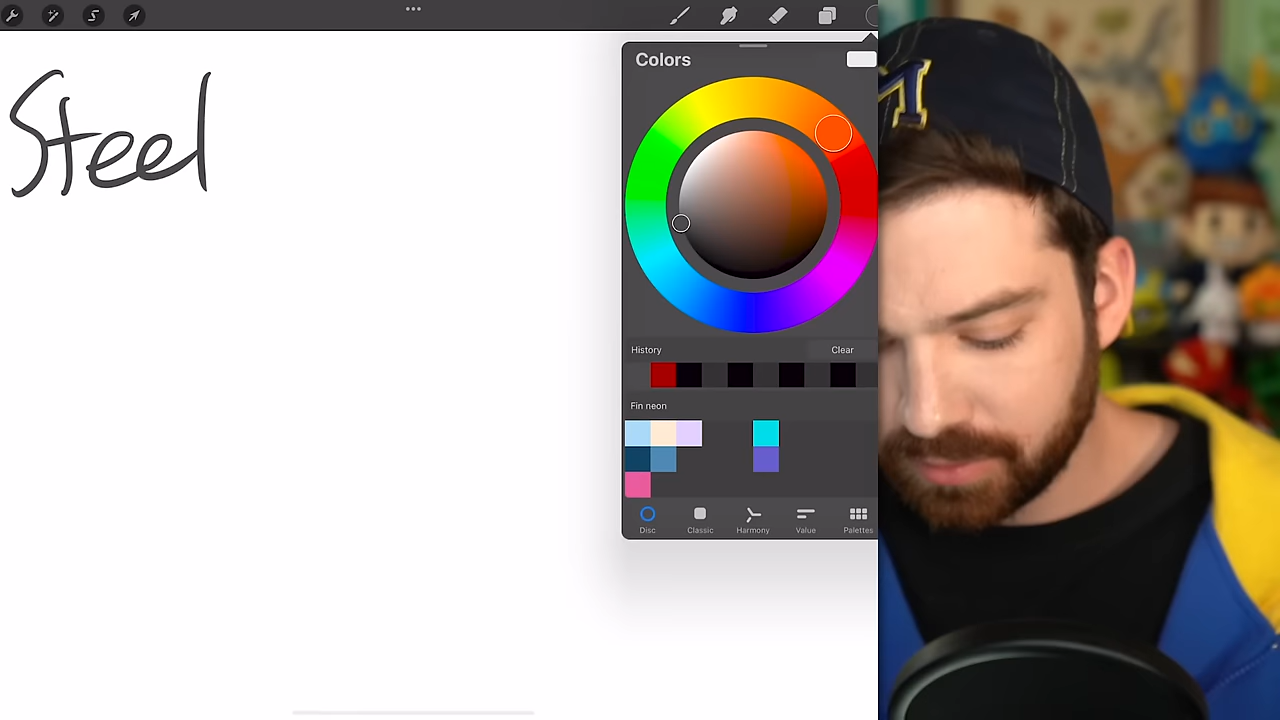 Steel
Colors
History
Clear
Fin neon
Disc
Classic
Harmony
Value
Palettes
M